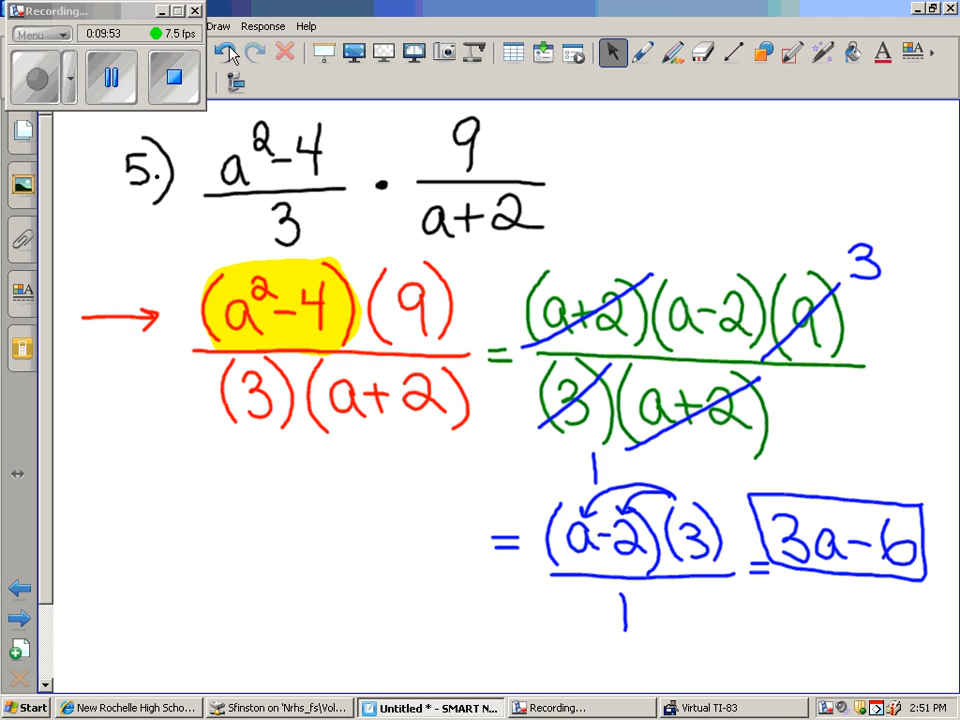 Recording...
Menu 0:09:53 7.5 fps
Draw Response Help
5.) a²-4 / 3 · 9 / a+2
→ (a²-4)(9) / (3)(a+2) = (a+2)(a-2)(9) 3 / (3)(a+2) 1
= (a-2)(3) / 1 = 3a-6
Start New Rochelle High Scho... Sfinston on 'Nrhs_fs\Vol... Untitled * - SMART N... Recording... Virtual TI-83 2:51 PM